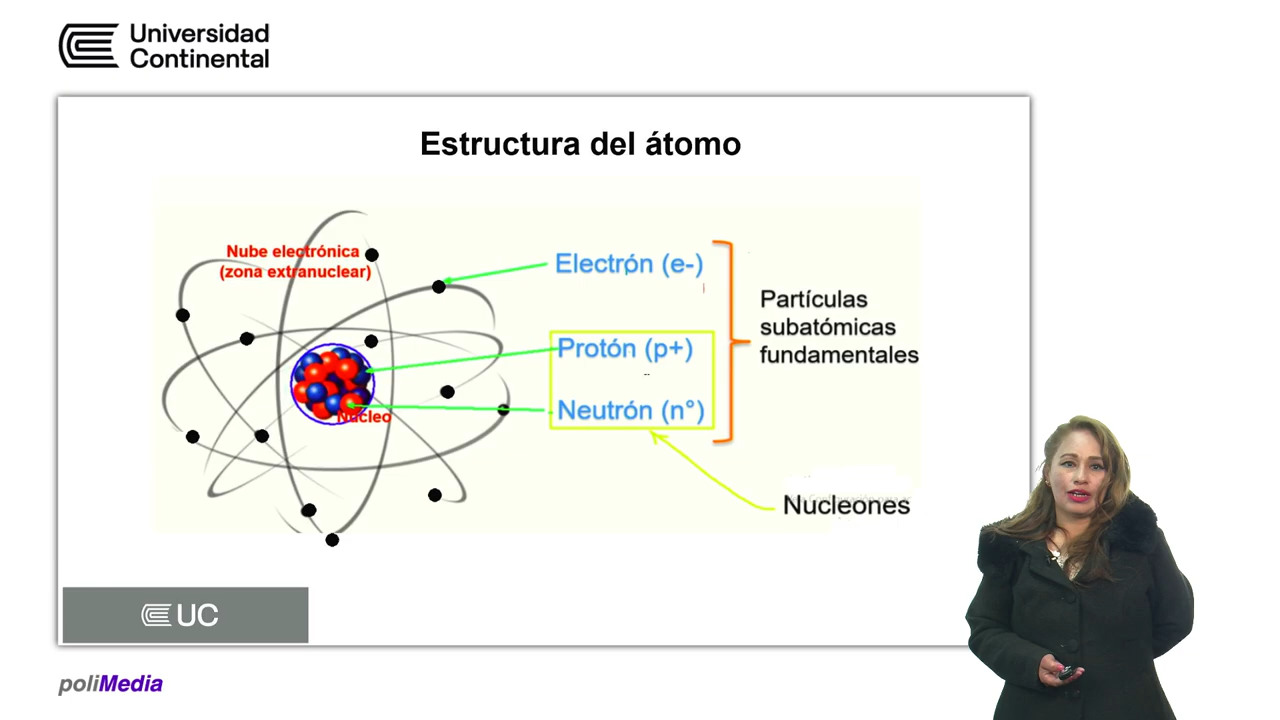 Universidad
Continental
Estructura del átomo
Nube electrónica
(zona extranuclear)
Núcleo
Electrón (e-)
Protón (p+)
Neutrón (n°)
Partículas
subatómicas
fundamentales
Nucleones
UC
poliMedia